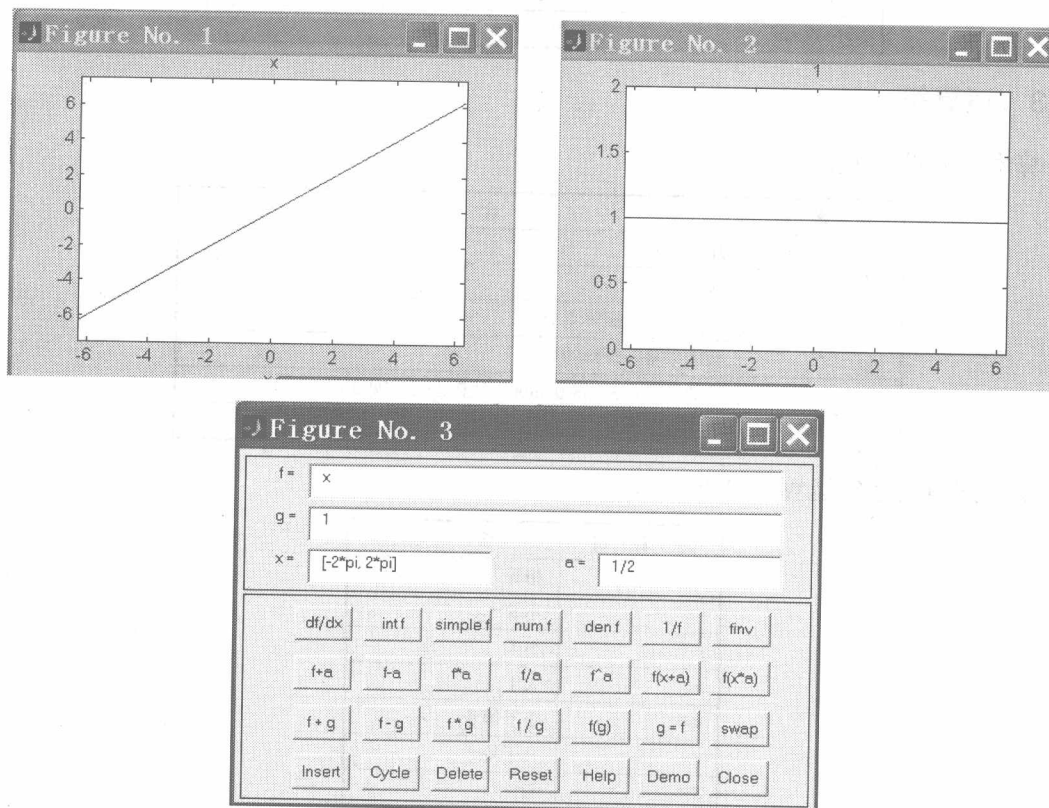 Figure No. 1
x
6
4
2
0
-2
-4
-6
-6 -4 -2 0 2 4 6
Figure No. 2
1
2
1.5
1
0.5
0
-6 -4 -2 0 2 4 6
Figure No. 3
f = x
g = 1
x = [-2*pi, 2*pi] a = 1/2
df/dx int f simple f num f den f 1/f finv
f+a f-a f*a f/a f^a f(x+a) f(x*a)
f + g f - g f * g f / g f(g) g = f swap
Insert Cycle Delete Reset Help Demo Close